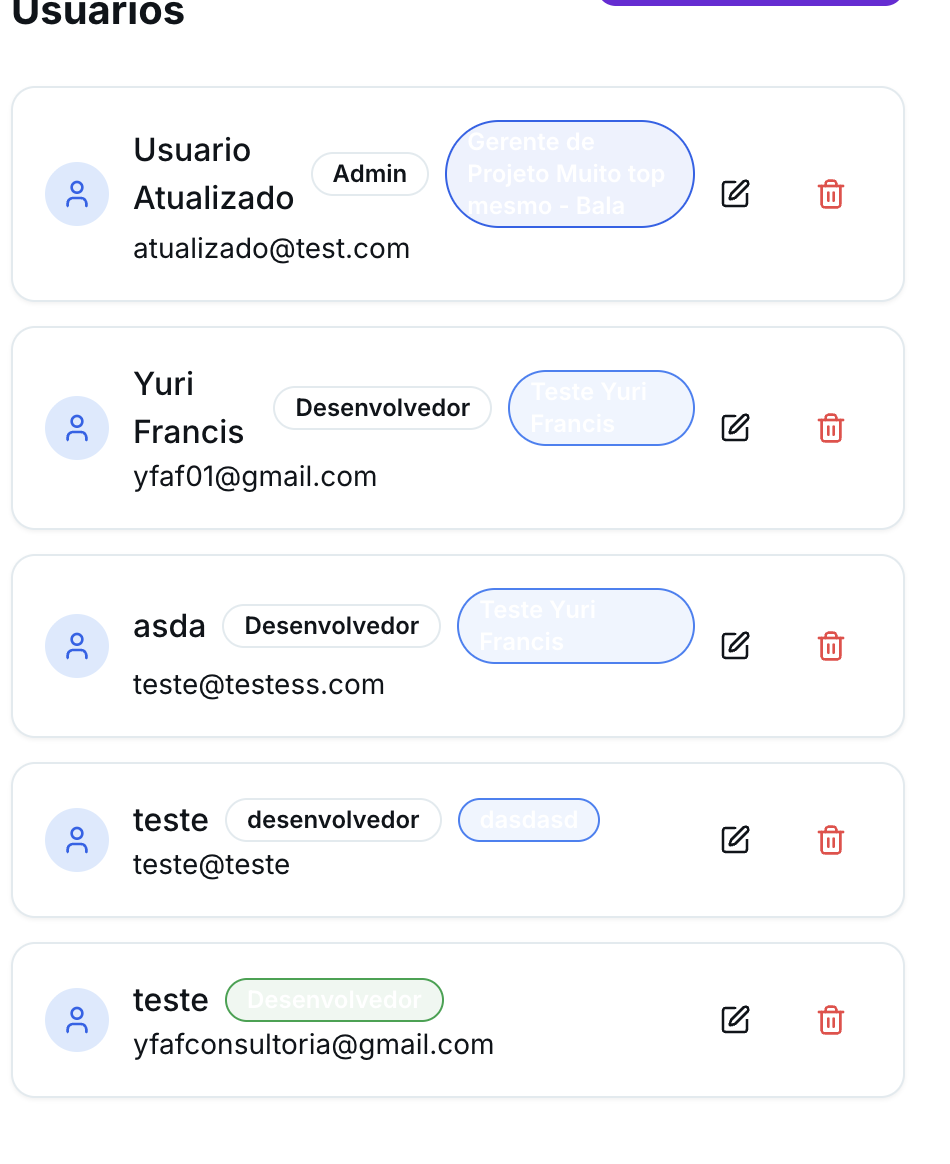 Usuários
Usuario
Atualizado
Admin
Gerente de
Projeto Muito top
mesmo - Bala
atualizado@test.com
Yuri
Francis
Desenvolvedor
Teste Yuri
Francis
yfaf01@gmail.com
asda
Desenvolvedor
Teste Yuri
Francis
teste@testess.com
teste
desenvolvedor
dasdasd
teste@teste
teste
Desenvolvedor
yfafconsultoria@gmail.com